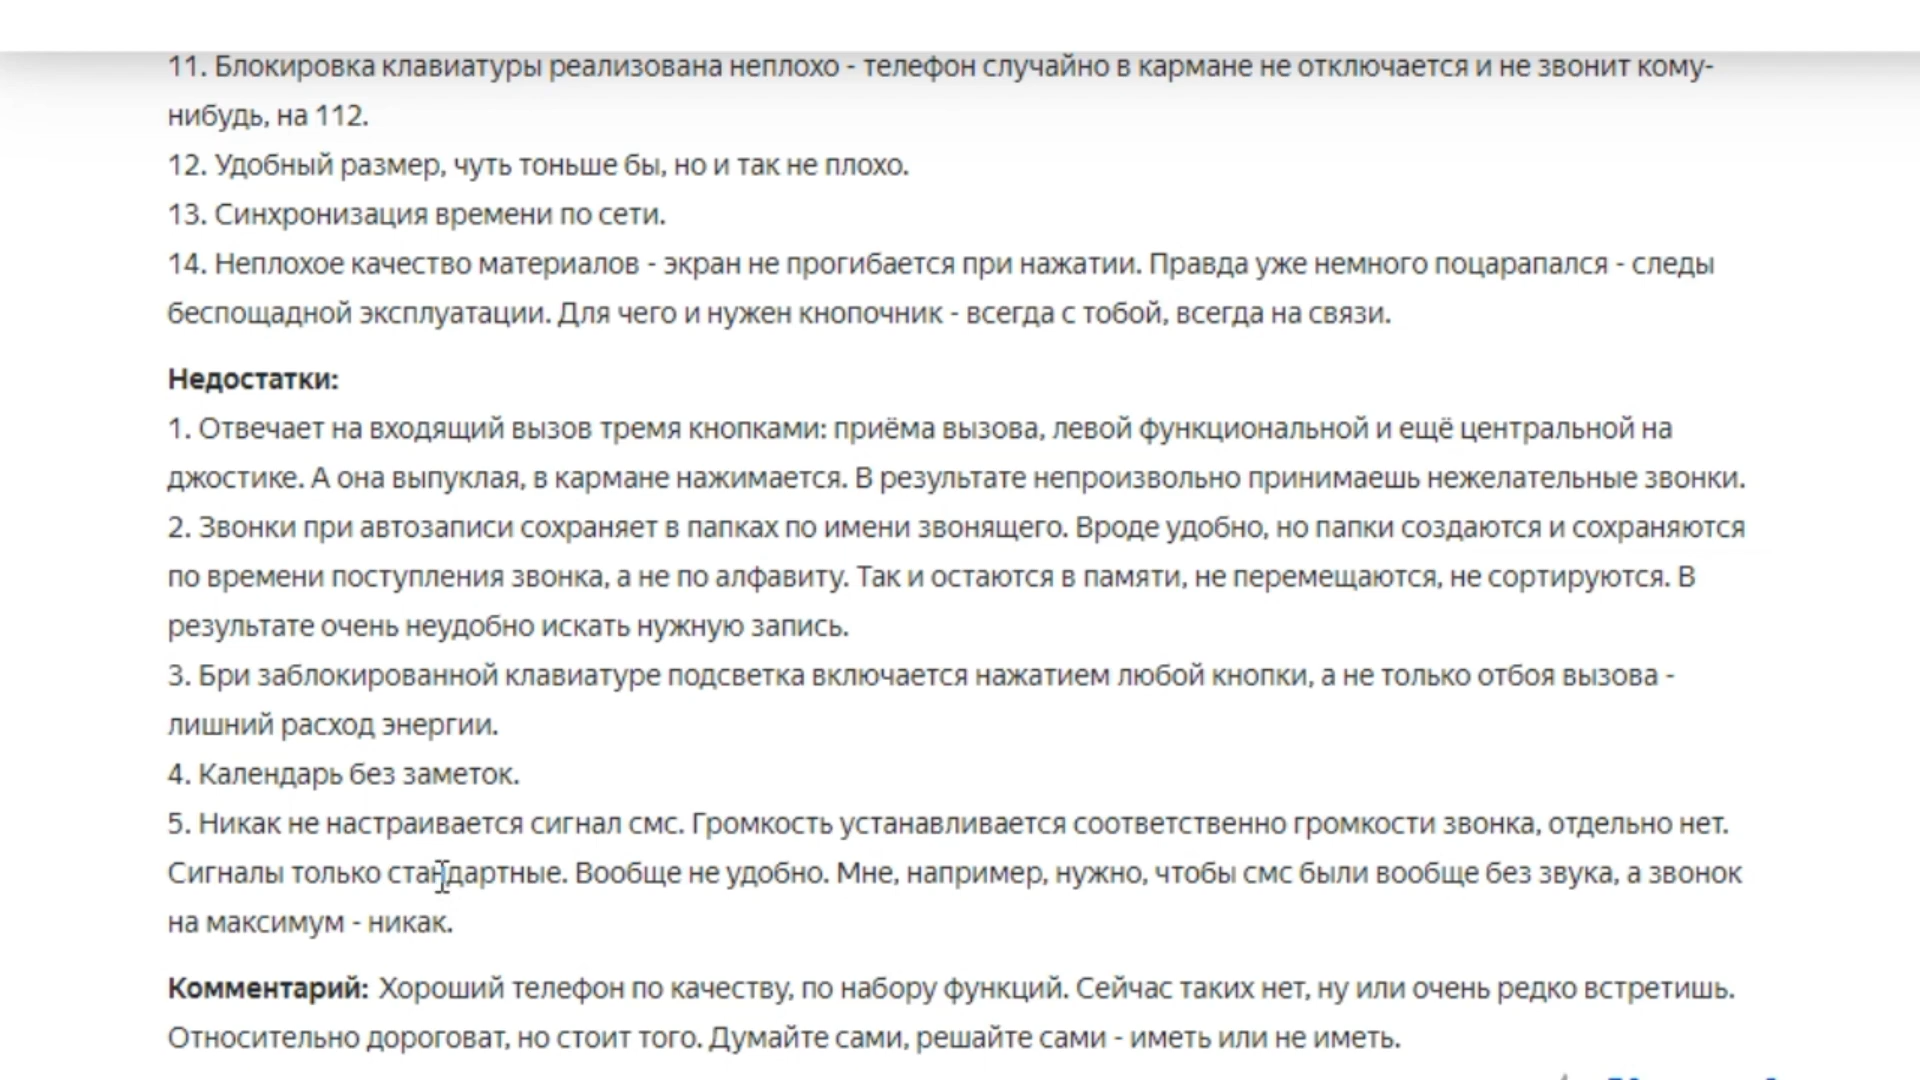 11. Блокировка клавиатуры реализована неплохо - телефон случайно в кармане не отключается и не звонит кому-
нибудь, на 112.
12. Удобный размер, чуть тоньше бы, но и так не плохо.
13. Синхронизация времени по сети.
14. Неплохое качество материалов - экран не прогибается при нажатии. Правда уже немного поцарапался - следы
беспощадной эксплуатации. Для чего и нужен кнопочник - всегда с тобой, всегда на связи.
Недостатки:
1. Отвечает на входящий вызов тремя кнопками: приёма вызова, левой функциональной и ещё центральной на
джостике. А она выпуклая, в кармане нажимается. В результате непроизвольно принимаешь нежелательные звонки.
2. Звонки при автозаписи сохраняет в папках по имени звонящего. Вроде удобно, но папки создаются и сохраняются
по времени поступления звонка, а не по алфавиту. Так и остаются в памяти, не перемещаются, не сортируются. В
результате очень неудобно искать нужную запись.
3. Бри заблокированной клавиатуре подсветка включается нажатием любой кнопки, а не только отбоя вызова -
лишний расход энергии.
4. Календарь без заметок.
5. Никак не настраивается сигнал смс. Громкость устанавливается соответственно громкости звонка, отдельно нет.
Сигналы только стандартные. Вообще не удобно. Мне, например, нужно, чтобы смс были вообще без звука, а звонок
на максимум - никак.
Комментарий: Хороший телефон по качеству, по набору функций. Сейчас таких нет, ну или очень редко встретишь.
Относительно дороговат, но стоит того. Думайте сами, решайте сами - иметь или не иметь.